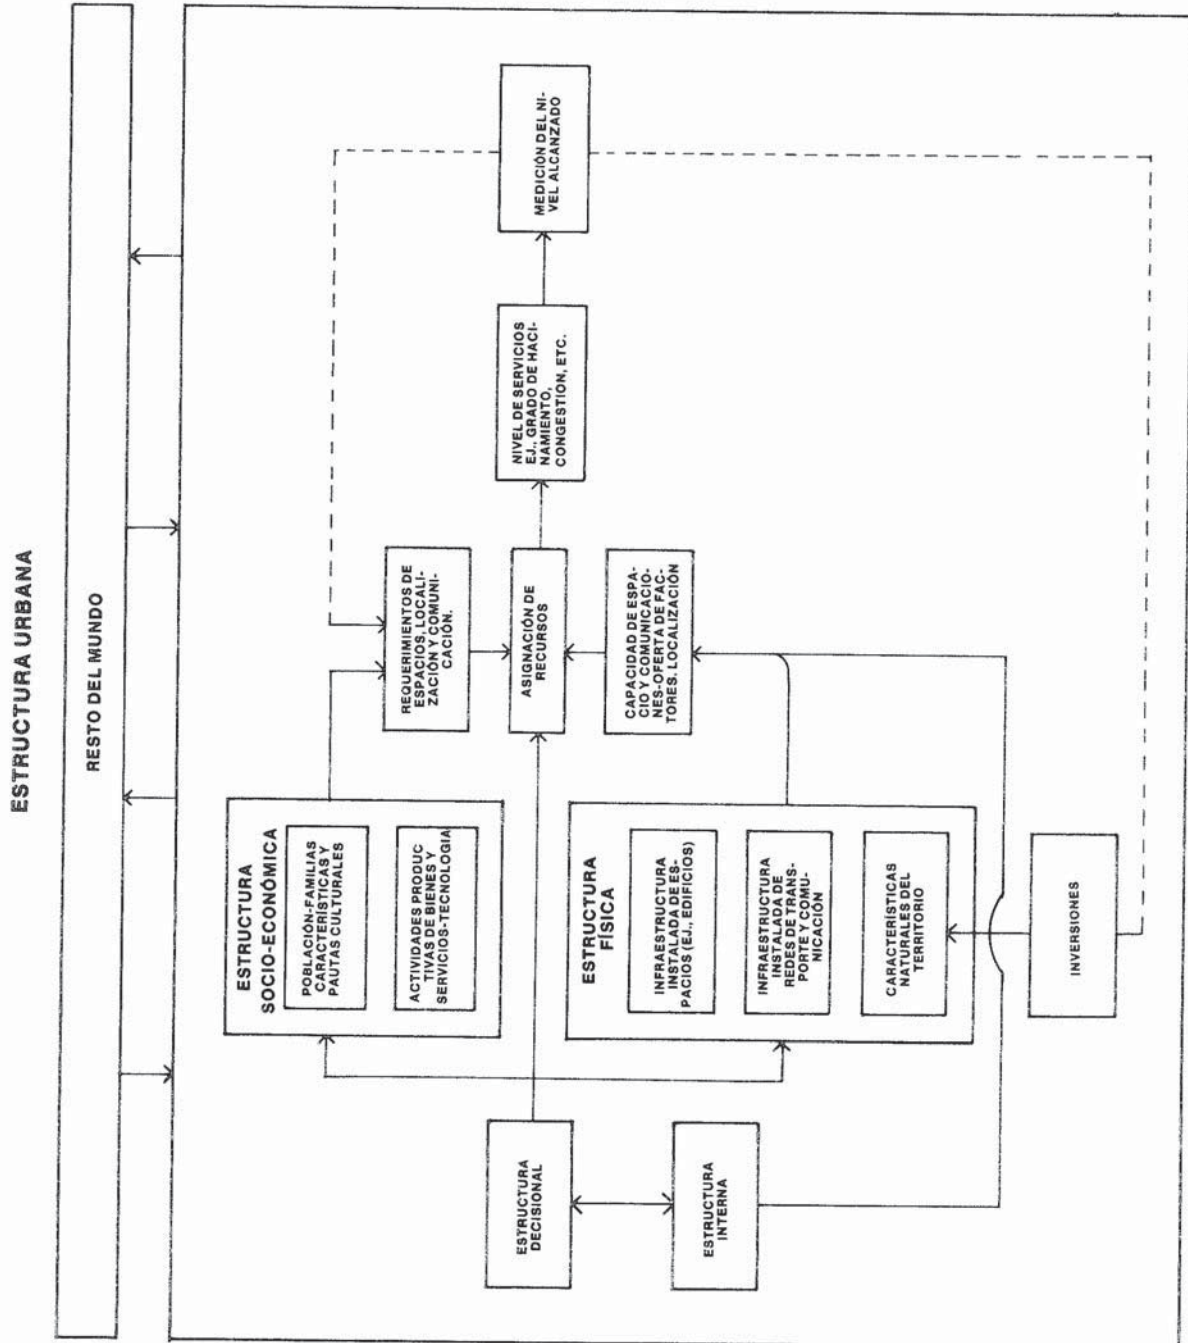 ESTRUCTURA URBANA
RESTO DEL MUNDO
ESTRUCTURA
DECISIONAL
ESTRUCTURA
INTERNA
ESTRUCTURA
SOCIO-ECONÓMICA
POBLACIÓN-FAMILIAS
CARACTERÍSTICAS Y
PAUTAS CULTURALES
ACTIVIDADES PRODUC
TIVAS DE BIENES Y
SERVICIOS-TECNOLOGIA
ESTRUCTURA
FÍSICA
INFRAESTRUCTURA
INSTALADA DE ES-
PACIOS (EJ., EDIFICIOS)
INFRAESTRUCTURA
INSTALADA DE
REDES DE TRANS-
PORTE Y COMU-
NICACIÓN
CARACTERÍSTICAS
NATURALES DEL
TERRITORIO
INVERSIONES
REQUERIMIENTOS DE
ESPACIOS, LOCALI-
ZACIÓN Y COMUNI-
CACIÓN.
ASIGNACIÓN DE
RECURSOS
CAPACIDAD DE ESPA-
CIO Y COMUNICACIO-
NES-OFERTA DE FAC-
TORES. LOCALIZACIÓN
NIVEL DE SERVICIOS
EJ., GRADO DE HACI-
NAMIENTO,
CONGESTION, ETC.
MEDICIÓN DEL NI-
VEL ALCANZADO